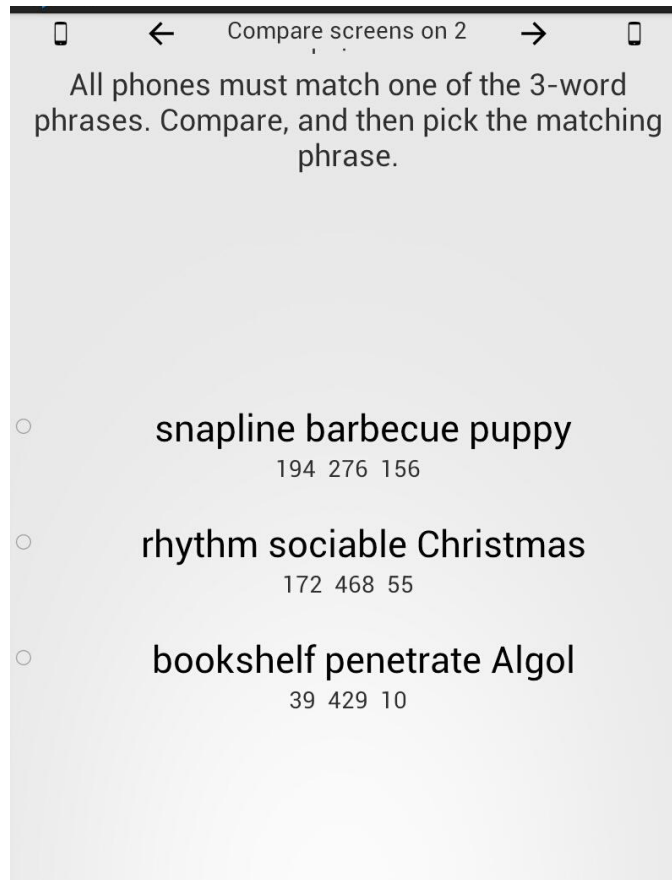 Compare screens on 2
All phones must match one of the 3-word
phrases. Compare, and then pick the matching
phrase.
snapline barbecue puppy
194 276 156
rhythm sociable Christmas
172 468 55
bookshelf penetrate Algol
39 429 10